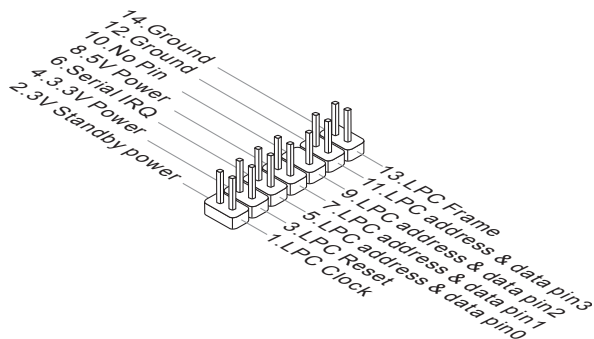 14.Ground
12.Ground
10.No Pin
8.5V Power
6.Serial IRQ
4.3.3V Power
2.3V Standby power
13.LPC Frame
11.LPC address & data pin3
9.LPC address & data pin2
7.LPC address & data pin1
5.LPC address & data pin0
3.LPC Reset
1.LPC Clock